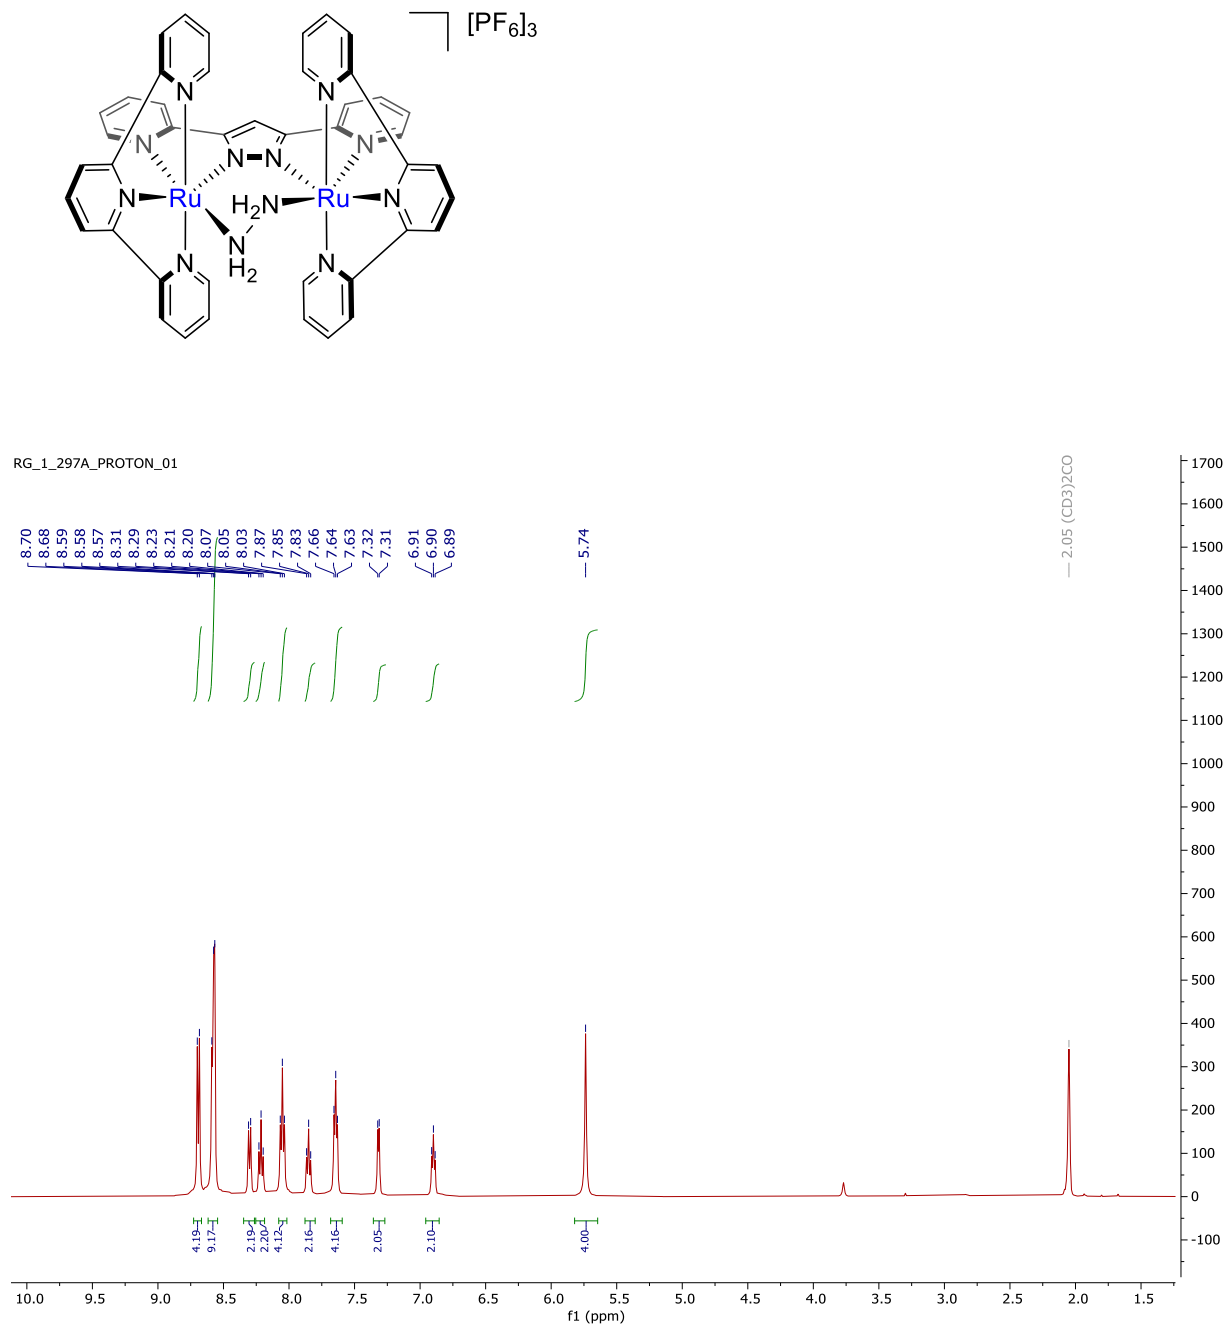 [PF6]3
N
N
N
N
N
N
N
Ru
H2N
Ru
N
N
N
H2
N
N
RG_1_297A_PROTON_01
8.70
8.68
8.59
8.58
8.57
8.31
8.29
8.23
8.21
8.20
8.07
8.05
8.03
7.87
7.85
7.83
7.66
7.64
7.63
7.32
7.31
6.91
6.90
6.89
5.74
2.05 (CD3)2CO
1700
1600
1500
1400
1300
1200
1100
1000
900
800
700
600
500
400
300
200
100
0
-100
4.19
9.17
2.19
2.20
4.12
2.16
4.16
2.05
2.10
4.00
10.0 9.5 9.0 8.5 8.0 7.5 7.0 6.5 6.0 5.5 5.0 4.5 4.0 3.5 3.0 2.5 2.0 1.5
f1 (ppm)